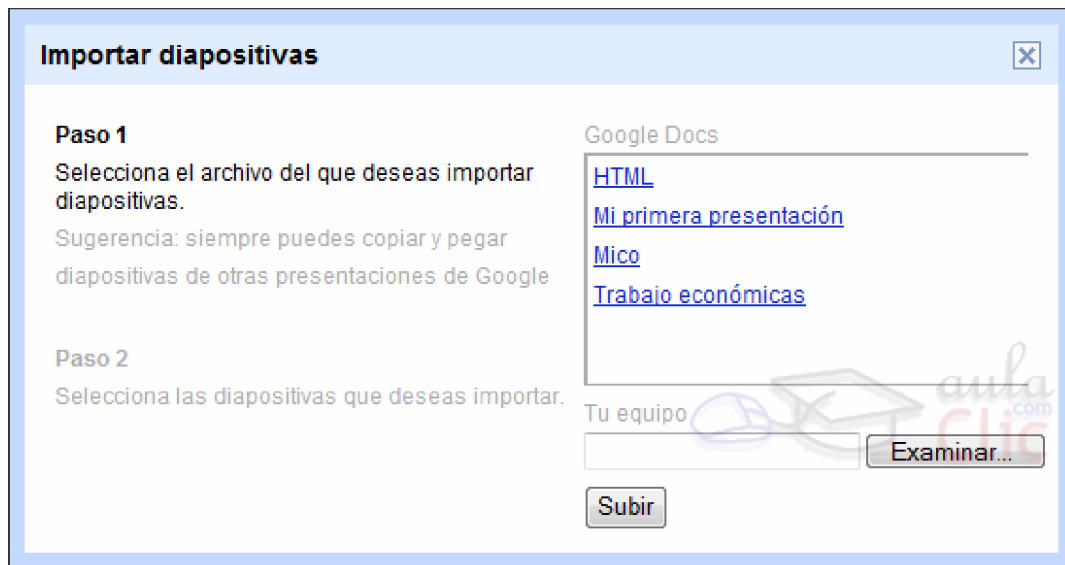 Importar diapositivas
Paso 1
Selecciona el archivo del que deseas importar
diapositivas.
Sugerencia: siempre puedes copiar y pegar
diapositivas de otras presentaciones de Google
Paso 2
Selecciona las diapositivas que deseas importar.
Google Docs
HTML
Mi primera presentación
Mico
Trabajo económicas
Tu equipo
Examinar...
Subir
aula
Clic
com